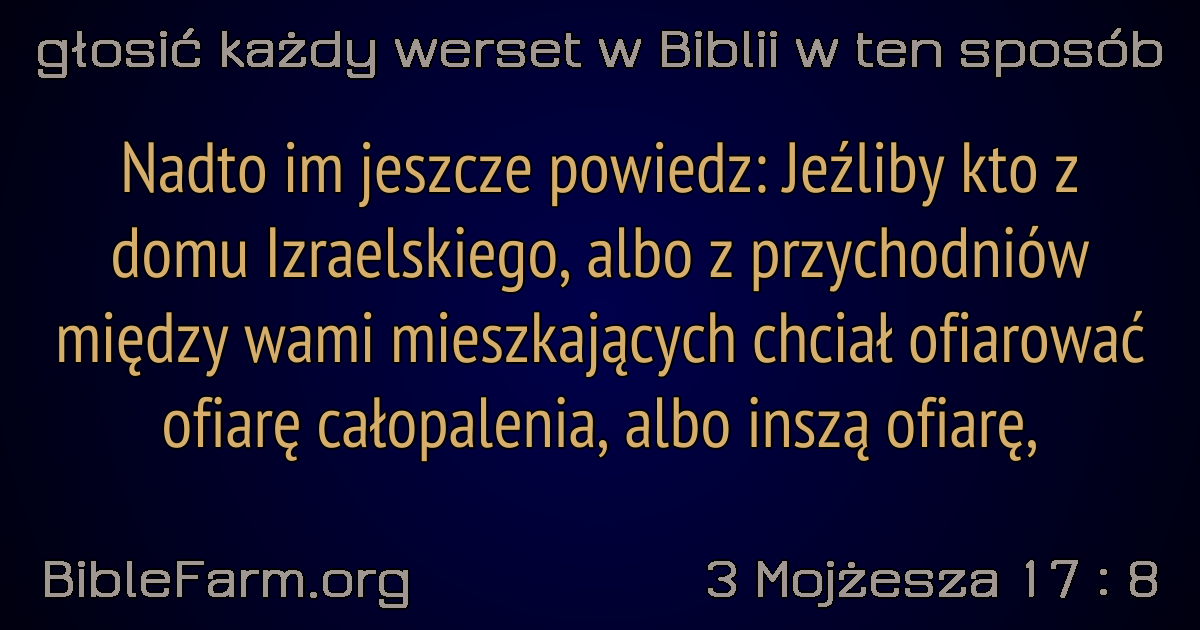 głosić każdy werset w Biblii w ten sposób
Nadto im jeszcze powiedz: Jeźliby kto z
domu Izraelskiego, albo z przychodniów
między wami mieszkających chciał ofiarować
ofiarę całopalenia, albo inszą ofiarę,
BibleFarm.org
3 Mojżesza 17 : 8